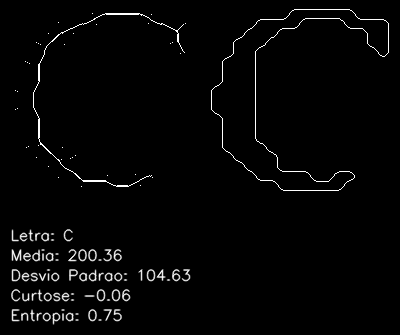 Letra: C
Media: 200.36
Desvio Padrao: 104.63
Curtose: -0.06
Entropia: 0.75